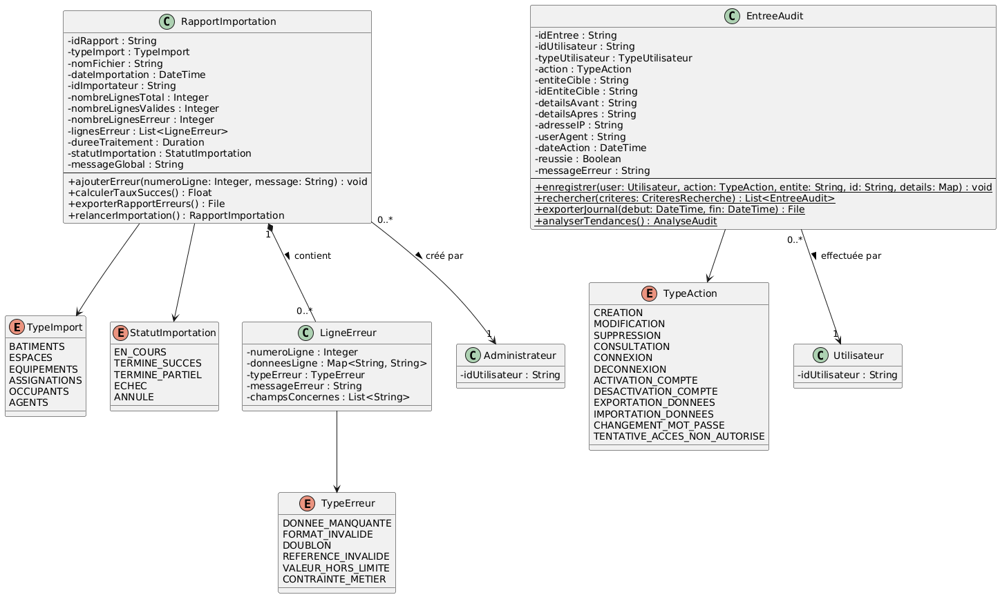 C RapportImportation
-idRapport : String
-typeImport : TypeImport
-nomFichier : String
-dateImportation : DateTime
-idImportateur : String
-nombreLignesTotal : Integer
-nombreLignesValides : Integer
-nombreLignesErreur : Integer
-lignesErreur : List<LigneErreur>
-dureeTraitement : Duration
-statutImportation : StatutImportation
-messageGlobal : String
+ajouterErreur(numeroLigne: Integer, message: String) : void
+calculerTauxSucces() : Float
+exporterRapportErreurs() : File
+relancerImportation() : RapportImportation
C EntreeAudit
-idEntree : String
-idUtilisateur : String
-typeUtilisateur : TypeUtilisateur
-action : TypeAction
-entiteCible : String
-idEntiteCible : String
-detailsAvant : String
-detailsApres : String
-adresseIP : String
-userAgent : String
-dateAction : DateTime
-reussie : Boolean
-messageErreur : String
+enregistrer(user: Utilisateur, action: TypeAction, entite: String, id: String, details: Map) : void
+rechercher(criteres: CriteresRecherche) : List<EntreeAudit>
+exporterJournal(debut: DateTime, fin: DateTime) : File
+analyserTendances() : AnalyseAudit
1
contient
0..*
0..*
créé par
1
0..*
effectuée par
1
E TypeImport
BATIMENTS
ESPACES
EQUIPEMENTS
ASSIGNATIONS
OCCUPANTS
AGENTS
E StatutImportation
EN_COURS
TERMINE_SUCCES
TERMINE_PARTIEL
ECHEC
ANNULE
C LigneErreur
-numeroLigne : Integer
-donneesLigne : Map<String, String>
-typeErreur : TypeErreur
-messageErreur : String
-champsConcernes : List<String>
C Administrateur
-idUtilisateur : String
E TypeAction
CREATION
MODIFICATION
SUPPRESSION
CONSULTATION
CONNEXION
DECONNEXION
ACTIVATION_COMPTE
DESACTIVATION_COMPTE
EXPORTATION_DONNEES
IMPORTATION_DONNEES
CHANGEMENT_MOT_PASSE
TENTATIVE_ACCES_NON_AUTORISE
C Utilisateur
-idUtilisateur : String
E TypeErreur
DONNEE_MANQUANTE
FORMAT_INVALIDE
DOUBLON
REFERENCE_INVALIDE
VALEUR_HORS_LIMITE
CONTRAINTE_METIER